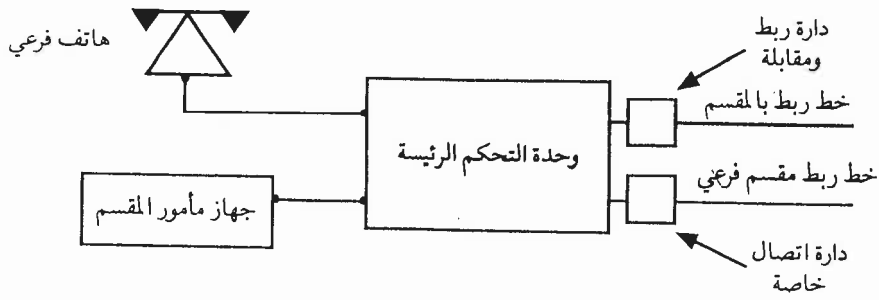 دارة ربط
ومقابلة
هاتف فرعي
خط ربط بالمقسم
وحدة التحكم الرئيسة
خط ربط مقسم فرعي
جهاز مأمور المقسم
دارة اتصال
خاصة